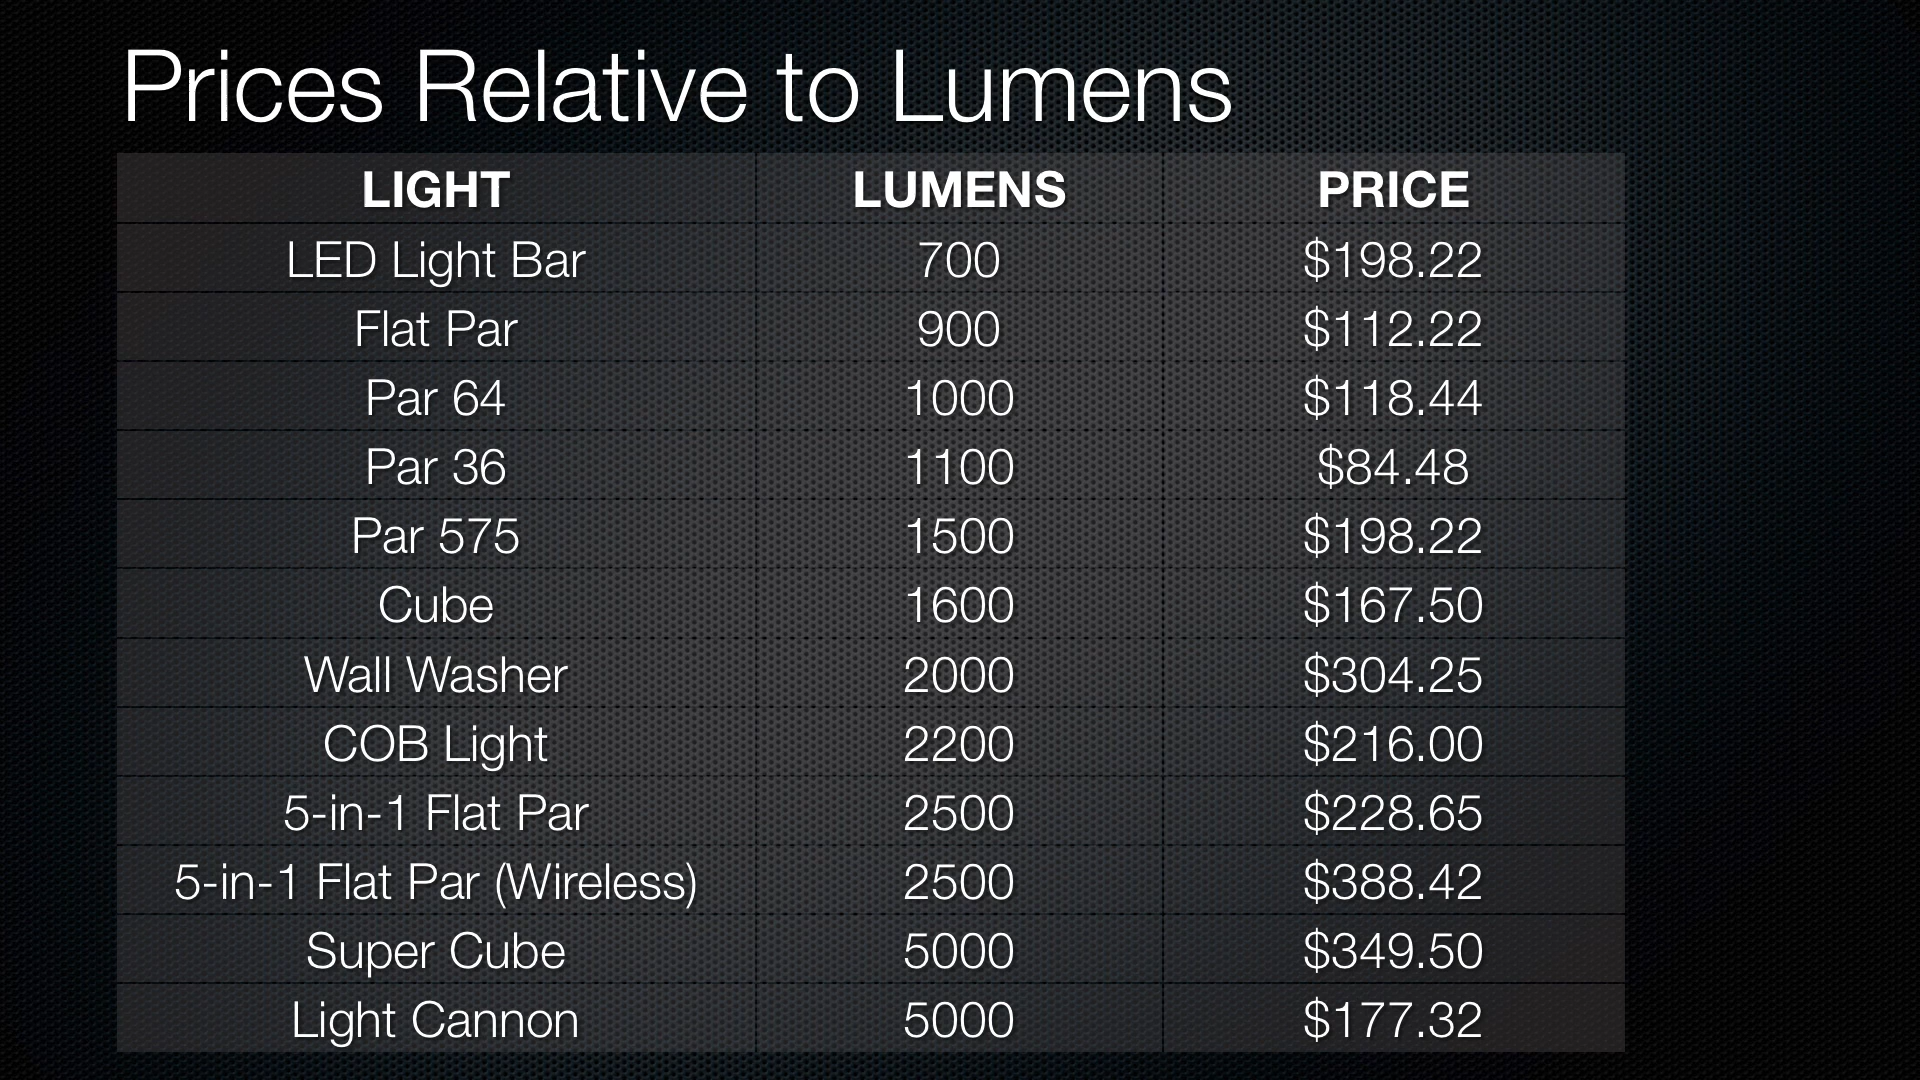 Prices Relative to Lumens
LIGHT LUMENS PRICE
LED Light Bar 700 $198.22
Flat Par 900 $112.22
Par 64 1000 $118.44
Par 36 1100 $84.48
Par 575 1500 $198.22
Cube 1600 $167.50
Wall Washer 2000 $304.25
COB Light 2200 $216.00
5-in-1 Flat Par 2500 $228.65
5-in-1 Flat Par (Wireless) 2500 $388.42
Super Cube 5000 $349.50
Light Cannon 5000 $177.32